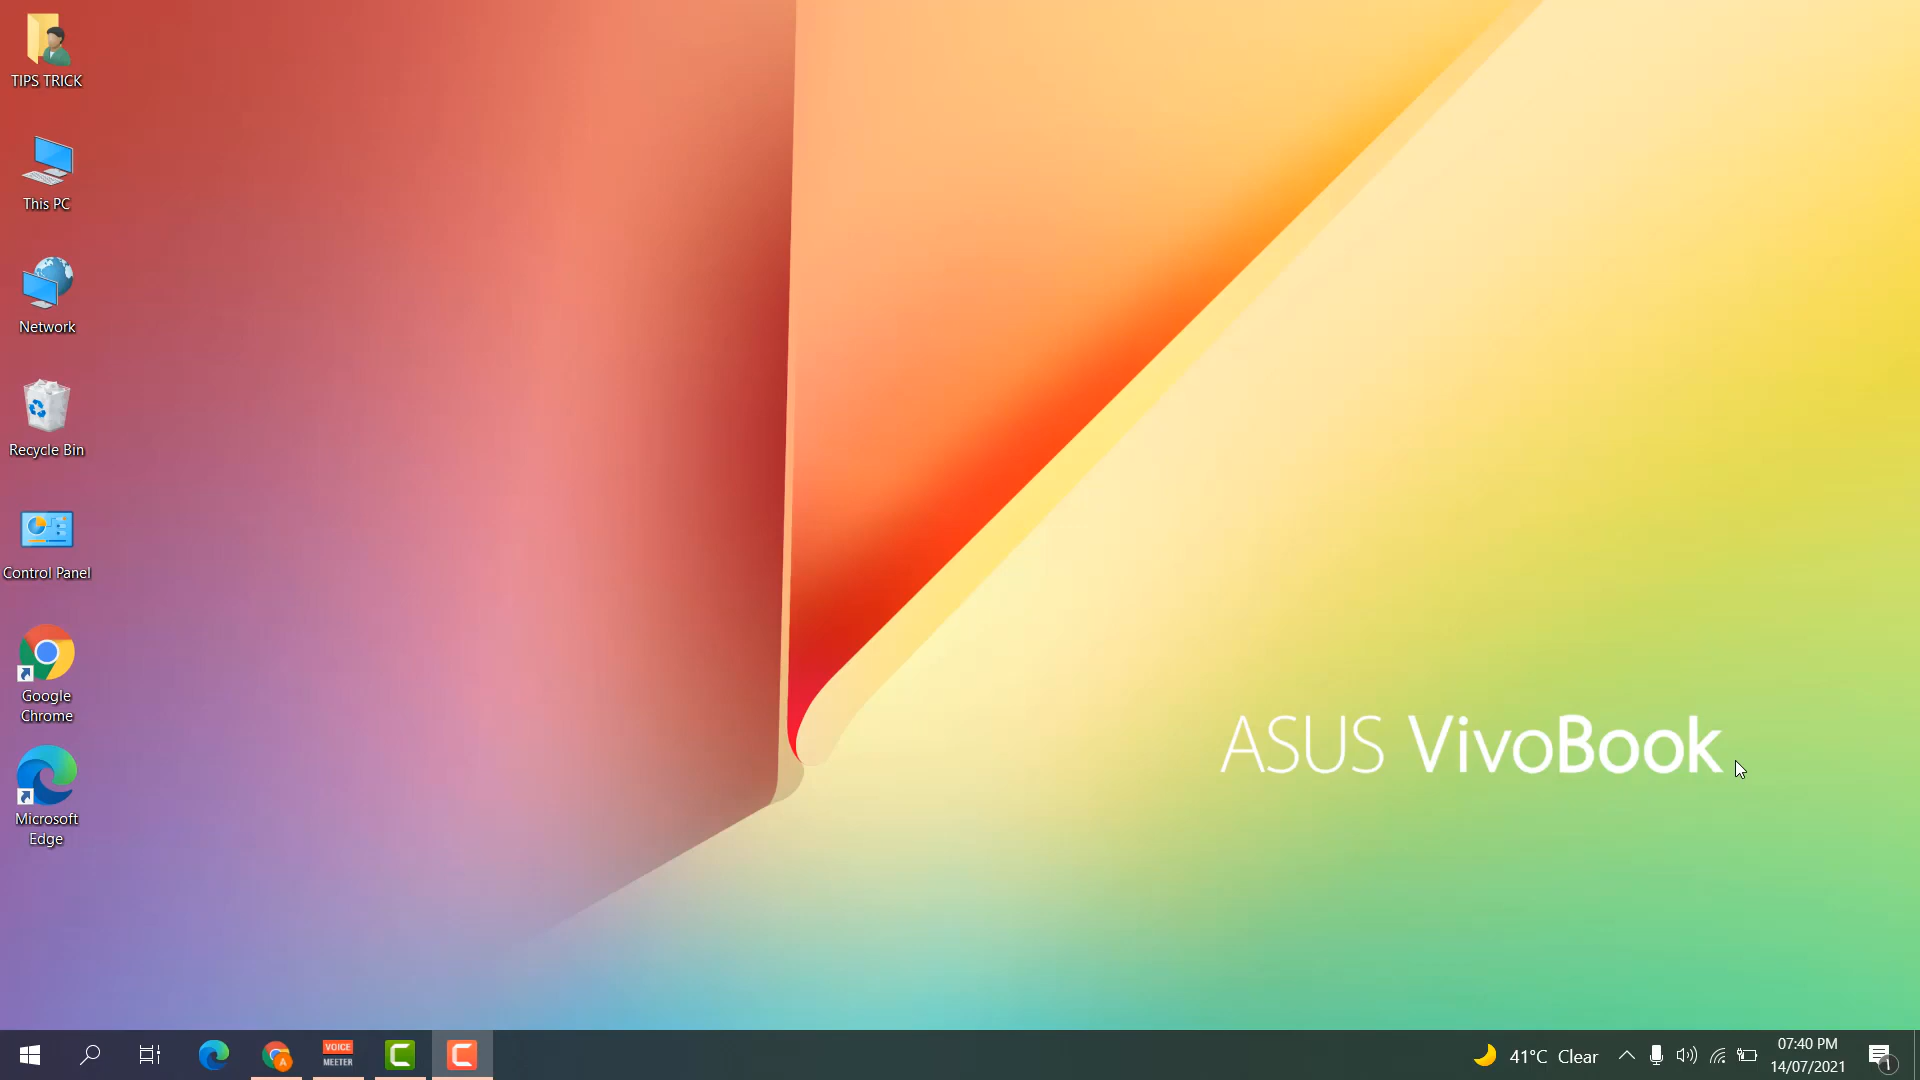 TIPS TRICK
This PC
Network
Recycle Bin
Control Panel
Google
Chrome
Microsoft
Edge
ASUS VivoBook
A
VOICE
MEETER
41°C Clear
07:40 PM
14/07/2021
1